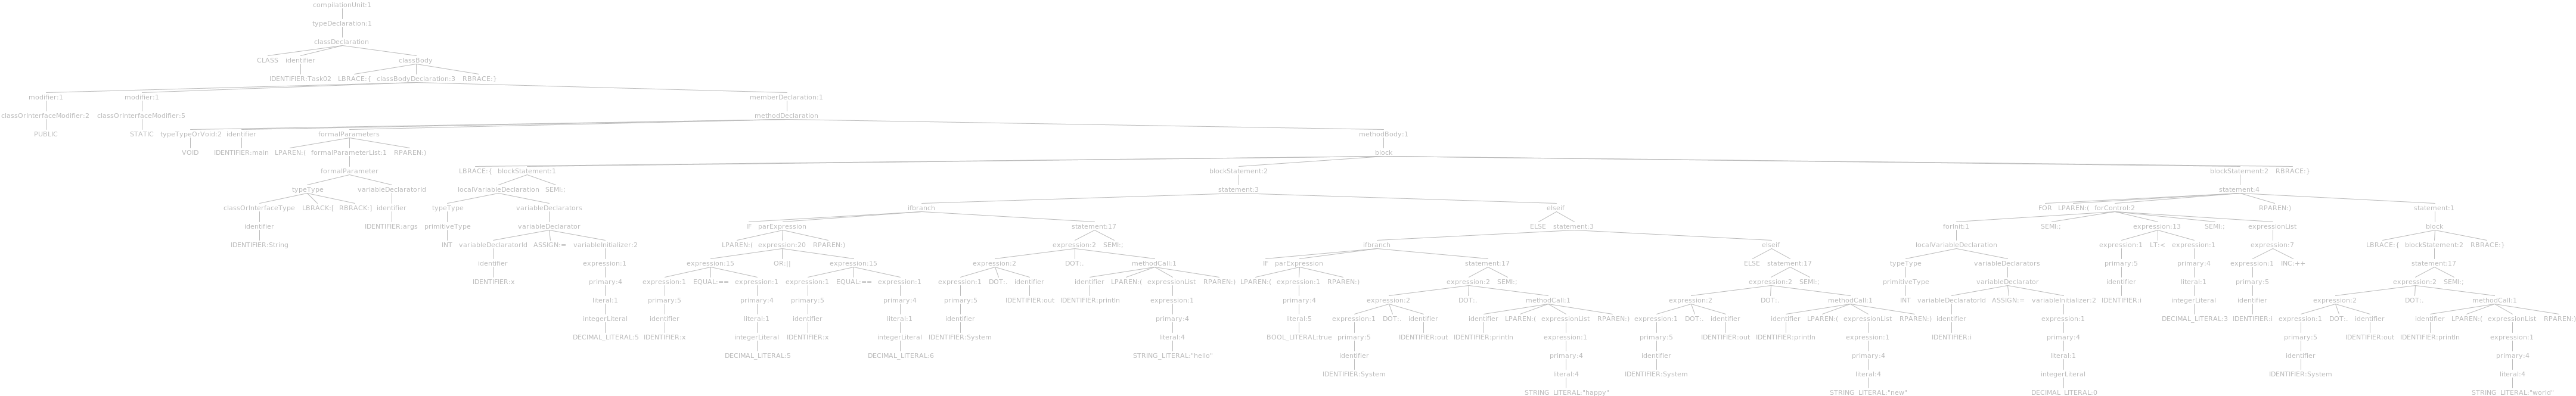 compilationUnit:1
typeDeclaration:1
classDeclaration
CLASS identifier classBody
IDENTIFIER:Task02 LBRACE:{ classBodyDeclaration:3 RBRACE:}
modifier:1 modifier:1 memberDeclaration:1
classOrInterfaceModifier:2 classOrInterfaceModifier:5 methodDeclaration
PUBLIC STATIC typeTypeOrVoid:2 identifier formalParameters methodBody:1
VOID IDENTIFIER:main LPAREN:( formalParameterList:1 RPAREN:) block
formalParameter LBRACE:{ blockStatement:1 blockStatement:2 blockStatement:2 RBRACE:}
typeType variableDeclaratorId localVariableDeclaration SEMI:; statement:3 statement:4
classOrInterfaceType LBRACK:[ RBRACK:] identifier typeType variableDeclarators ifbranch elseif FOR LPAREN:( forControl:2 RPAREN:) statement:1
identifier IDENTIFIER:args primitiveType variableDeclarator IF parExpression statement:17 ELSE statement:3 forInit:1 SEMI:; expression:13 SEMI:; expressionList block
IDENTIFIER:String INT variableDeclaratorId ASSIGN:= variableInitializer:2 LPAREN:( expression:20 RPAREN:) expression:2 SEMI:; ifbranch elseif localVariableDeclaration expression:1 LT:< expression:1 expression:7 LBRACE:{ blockStatement:2 RBRACE:}
identifier expression:1 expression:15 OR:|| expression:15 expression:2 DOT:. methodCall:1 IF parExpression statement:17 ELSE statement:17 typeType variableDeclarators primary:5 primary:4 expression:1 INC:++ statement:17
IDENTIFIER:x primary:4 expression:1 EQUAL:== expression:1 expression:1 EQUAL:== expression:1 expression:1 DOT:. identifier identifier LPAREN:( expressionList RPAREN:) LPAREN:( expression:1 RPAREN:) expression:2 SEMI:; expression:2 SEMI:; primitiveType variableDeclarator identifier literal:1 primary:5 expression:2 SEMI:;
literal:1 primary:5 primary:4 primary:5 primary:4 primary:5 IDENTIFIER:out IDENTIFIER:println expression:1 primary:4 expression:2 DOT:. methodCall:1 expression:2 DOT:. methodCall:1 INT variableDeclaratorId ASSIGN:= variableInitializer:2 IDENTIFIER:i integerLiteral identifier expression:2 DOT:. methodCall:1
integerLiteral identifier literal:1 identifier literal:1 identifier primary:4 literal:5 expression:1 DOT:. identifier identifier LPAREN:( expressionList RPAREN:) expression:1 DOT:. identifier identifier LPAREN:( expressionList RPAREN:) identifier expression:1 DECIMAL_LITERAL:3 IDENTIFIER:i expression:1 DOT:. identifier identifier LPAREN:( expressionList RPAREN:)
DECIMAL_LITERAL:5 IDENTIFIER:x integerLiteral IDENTIFIER:x integerLiteral IDENTIFIER:System literal:4 BOOL_LITERAL:true primary:5 IDENTIFIER:out IDENTIFIER:println expression:1 primary:5 IDENTIFIER:out IDENTIFIER:println expression:1 IDENTIFIER:i primary:4 primary:5 IDENTIFIER:out IDENTIFIER:println expression:1
DECIMAL_LITERAL:5 DECIMAL_LITERAL:6 STRING_LITERAL:"hello" identifier primary:4 identifier primary:4 literal:1 identifier primary:4
IDENTIFIER:System literal:4 IDENTIFIER:System literal:4 integerLiteral IDENTIFIER:System literal:4
STRING_LITERAL:"happy" STRING_LITERAL:"new" DECIMAL_LITERAL:0 STRING_LITERAL:"world"